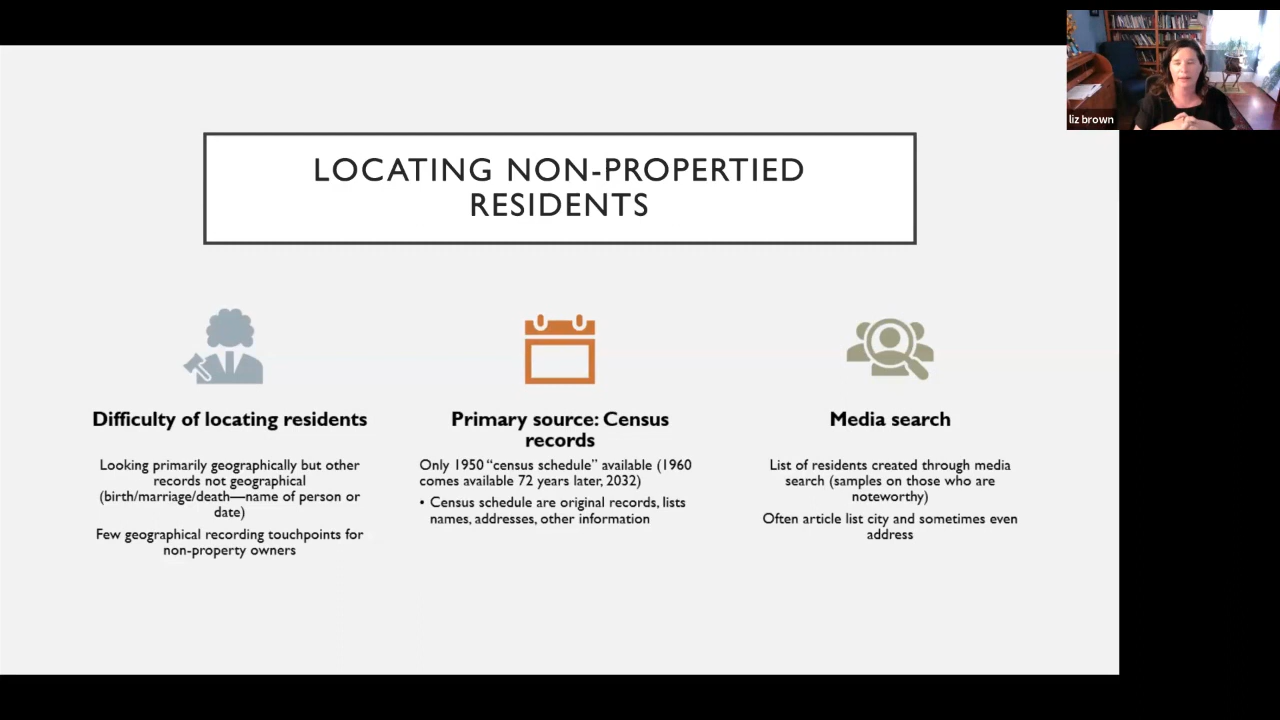 liz brown
LOCATING NON-PROPERTIED
RESIDENTS
Difficulty of locating residents
Looking primarily geographically but other
records not geographical
(birth/marriage/death—name of person or
date)
Few geographical recording touchpoints for
non-property owners
Primary source: Census
records
Only 1950 “census schedule” available (1960
comes available 72 years later, 2032)
• Census schedule are original records, lists
names, addresses, other information
Media search
List of residents created through media
search (samples on those who are
noteworthy)
Often article list city and sometimes even
address